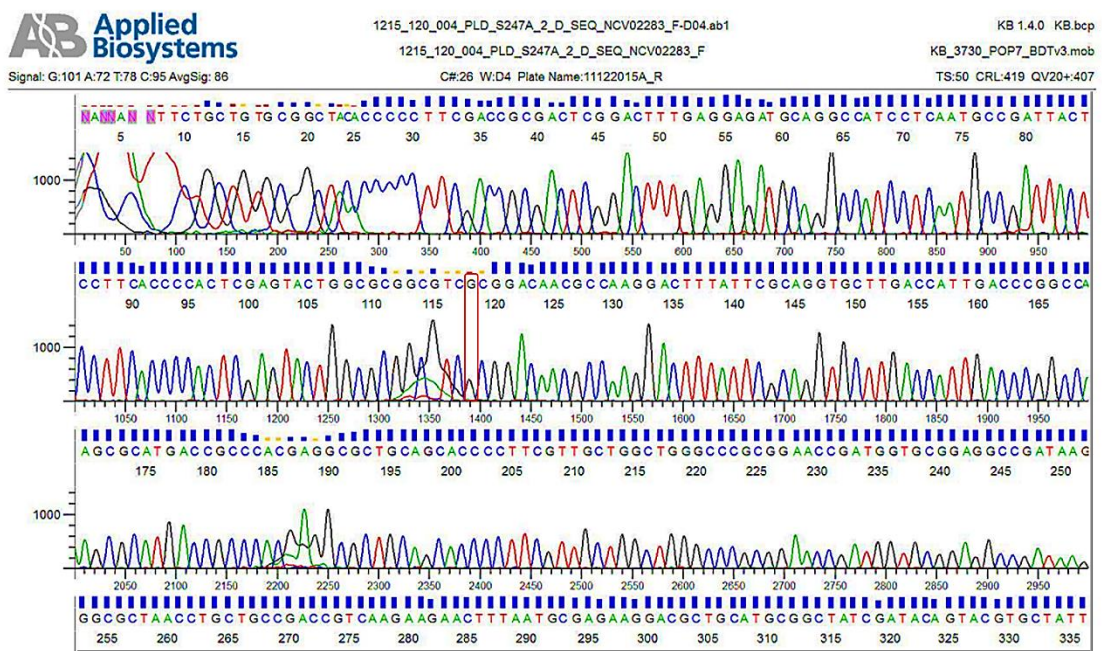 AB Applied Biosystems
1215_120_004_PLD_S247A_2_D_SEQ_NCV02283_F-D04.ab1
KB 1.4.0 KB.bcp
1215_120_004_PLD_S247A_2_D_SEQ_NCV02283_F
KB_3730_POP7_BDTv3.mob
Signal: G:101 A:72 T:78 C:95 AvgSig: 86
C#:26 W:D4 Plate Name:11122015A_R
TS:50 CRL:419 QV20+:407
NANNAN NTTCTGCTGTGCGGCTACACCCCCTTCGACCGCGACTCGGACTTTGAGGAGATGCAGGCCATCCTCAATGCCGATTACT
5 10 15 20 25 30 35 40 45 50 55 60 65 70 75 80
1000
50 100 150 200 250 300 350 400 450 500 550 600 650 700 750 800 850 900 950
CCTTCACCCCACTCGAGTACTGGCGCGGCGTCGCGGACAACGCCAAGGACTTTATTCGCAGGTGCTTGACCATTGACCCGGCCA
90 95 100 105 110 115 120 125 130 135 140 145 150 155 160 165
1000
1050 1100 1150 1200 1250 1300 1350 1400 1450 1500 1550 1600 1650 1700 1750 1800 1850 1900 1950
AGCGCATGACCGCCCACGAGGCGCTGCAGCACCCCTTCGTTGCTGGCTGGGCCCGCGGAACCGATGGTGCGGAGGCCGATAAG
175 180 185 190 195 200 205 210 215 220 225 230 235 240 245 250
1000
2050 2100 2150 2200 2250 2300 2350 2400 2450 2500 2550 2600 2650 2700 2750 2800 2850 2900 2950
GGCGCTAACCTGCTGCCGACCGTCAAGAAGAACTTTAATGCGAGAAGGACGCTGCATGCGGCTATCGATACAGTACGTGCTATT
255 260 265 270 275 280 285 290 295 300 305 310 315 320 325 330 335